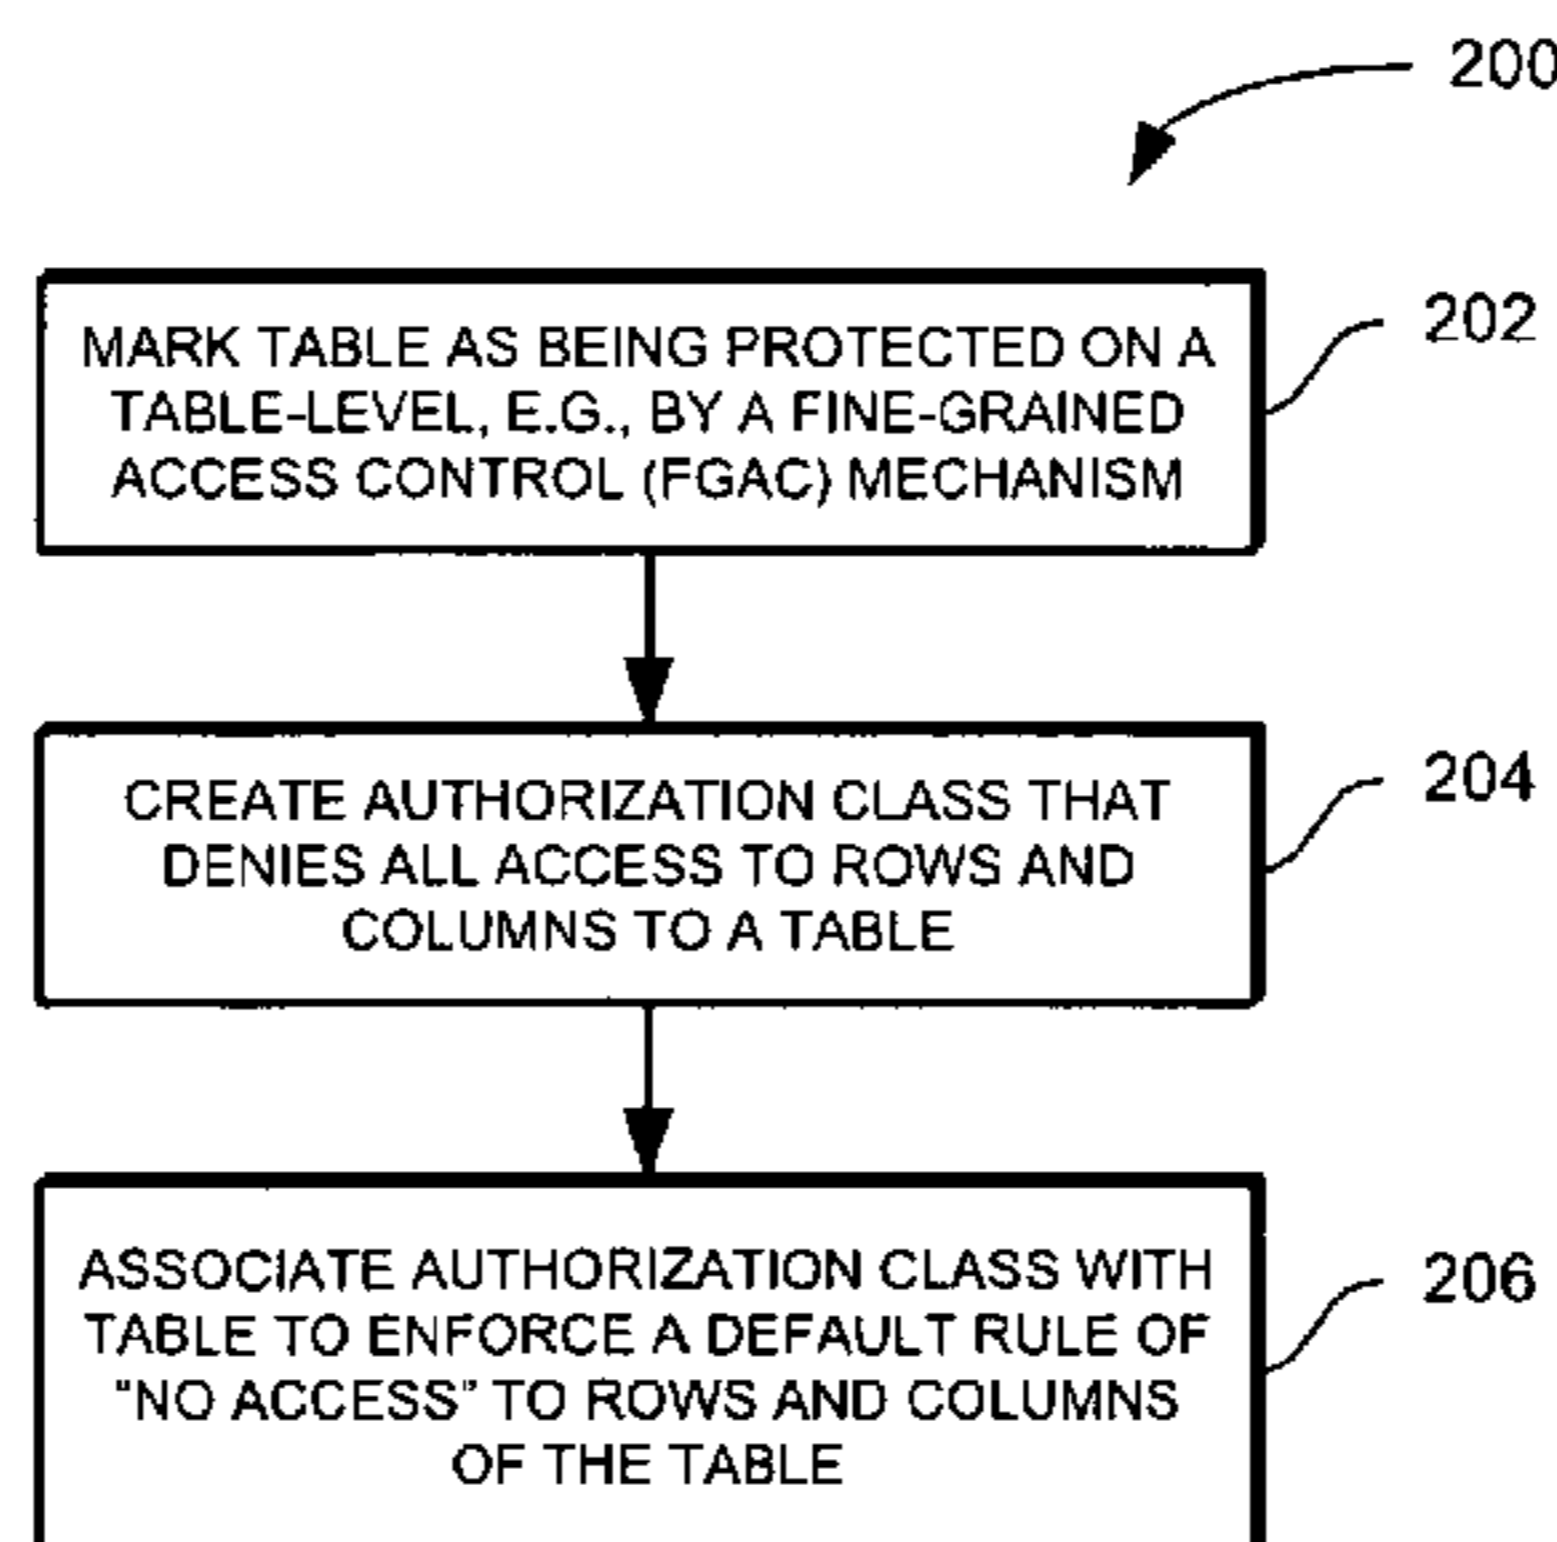 200
MARK TABLE AS BEING PROTECTED ON A
TABLE-LEVEL, E.G., BY A FINE-GRAINED
ACCESS CONTROL (FGAC) MECHANISM
202
CREATE AUTHORIZATION CLASS THAT
DENIES ALL ACCESS TO ROWS AND
COLUMNS TO A TABLE
204
ASSOCIATE AUTHORIZATION CLASS WITH
TABLE TO ENFORCE A DEFAULT RULE OF
"NO ACCESS" TO ROWS AND COLUMNS
OF THE TABLE
206